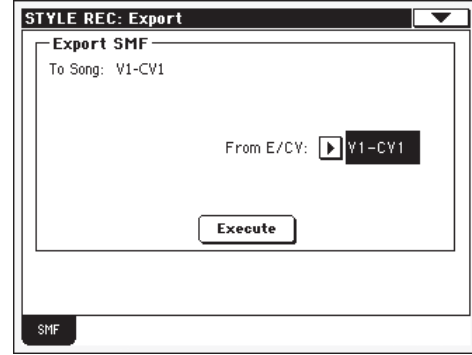 STYLE REC: Export
Export SMF
To Song: V1-CV1
From E/CV: V1-CV1
Execute
SMF